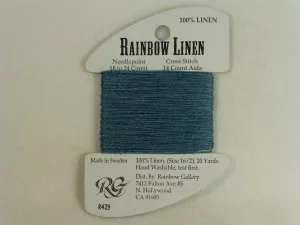 100% LINEN
RAINBOW LINEN
Needlepoint
18 to 24 Count
Cross Stitch
14 Count Aida
Made in Sweden
RG
R429
100% Linen, (Size 16/2), 20 Yards
Hand Washable, test first.
Dist. by Rainbow Gallery
7412 Fulton Ave.#5
N. Hollywood
CA 91605